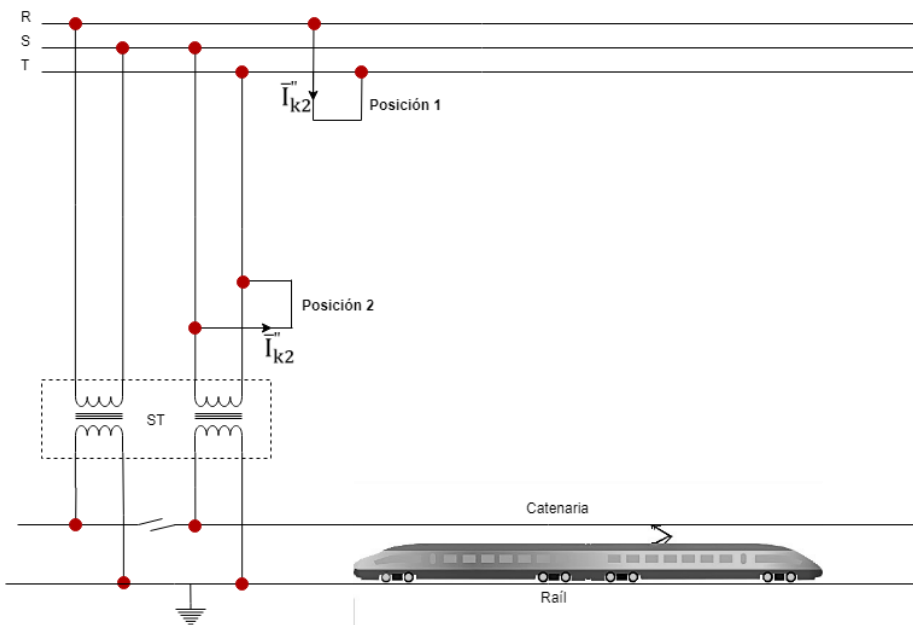 R
S
T
I̅"k2
Posición 1
Posición 2
I̅"k2
ST
Catenaria
Raíl